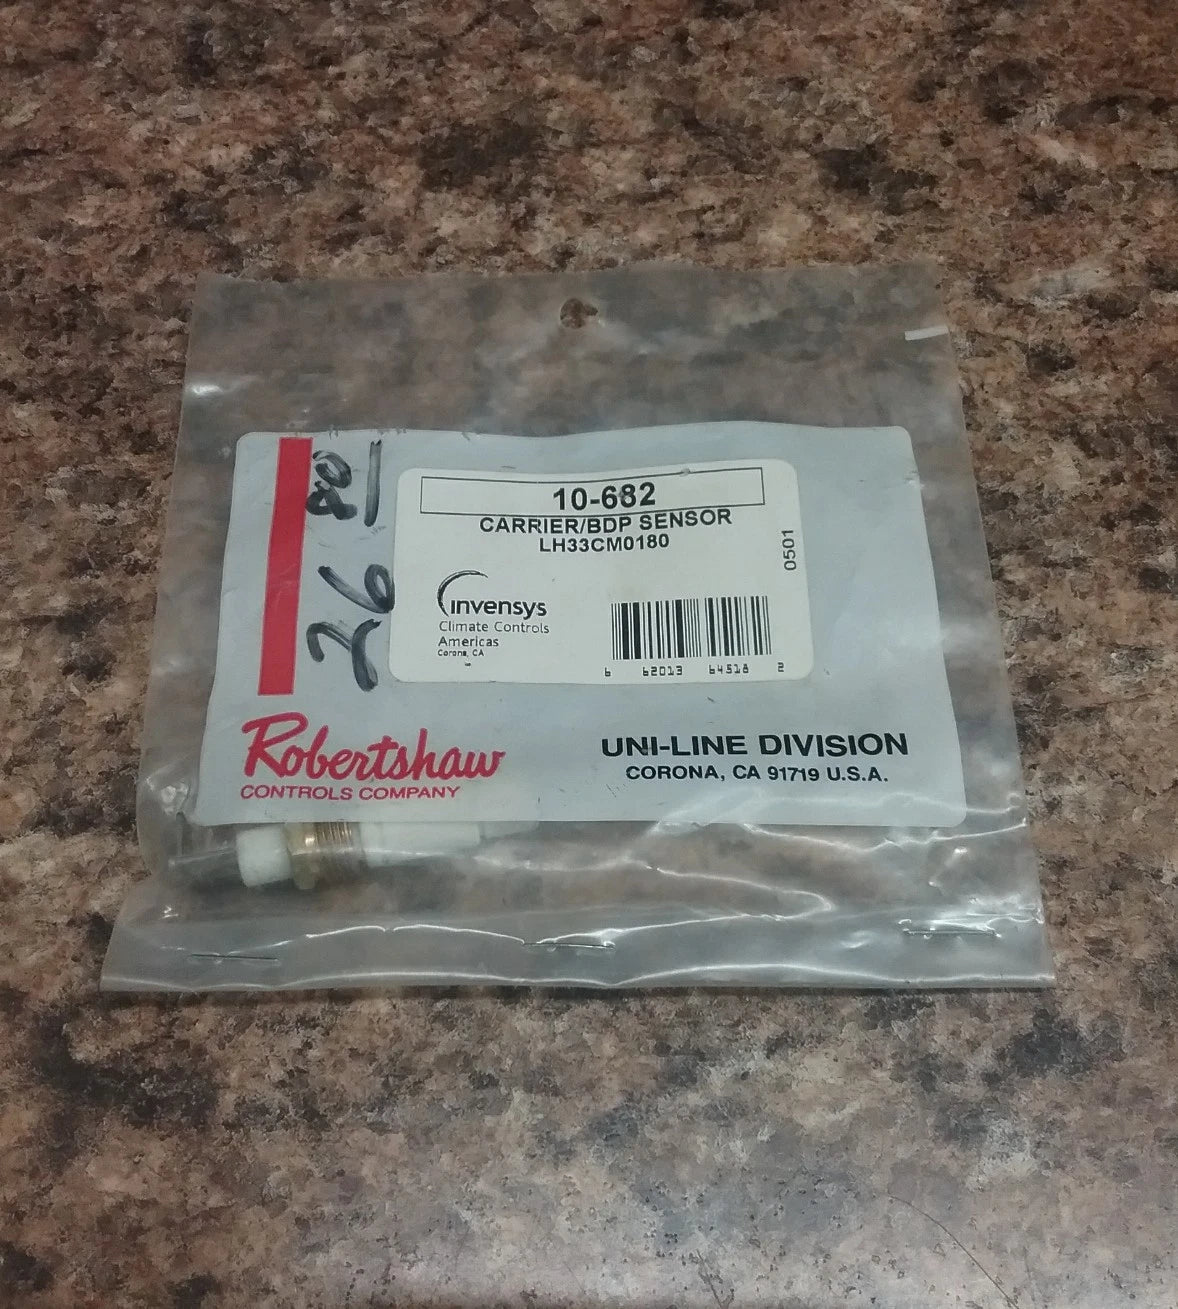 10-682
CARRIER/BDP SENSOR
LH33CM0180
0501
invensys
Climate Controls
Americas
Corona, CA
6 62013 64518 2
Robertshaw
CONTROLS COMPANY
UNI-LINE DIVISION
CORONA, CA 91719 U.S.A.